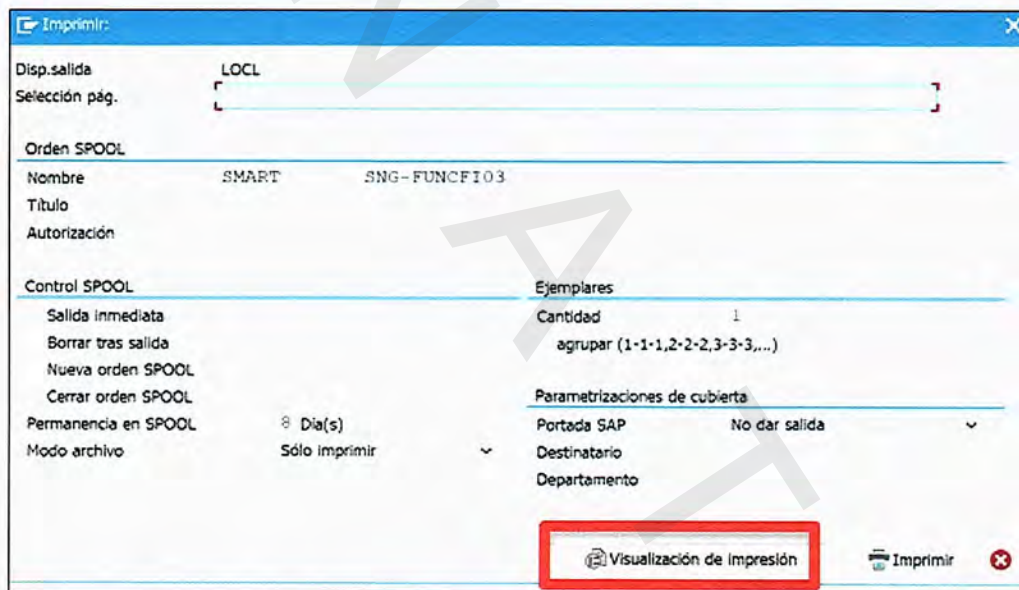 Imprimir:
Disp.salida LOCL
Selección pág.
Orden SPOOL
Nombre SMART SNG-FUNCFI03
Título
Autorización
Control SPOOL
Salida inmediata
Borrar tras salida
Nueva orden SPOOL
Cerrar orden SPOOL
Permanencia en SPOOL 8 Día(s)
Modo archivo Sólo imprimir
Ejemplares
Cantidad 1
agrupar (1-1-1,2-2-2,3-3-3,...)
Parametrizaciones de cubierta
Portada SAP No dar salida
Destinatario
Departamento
Visualización de impresión Imprimir